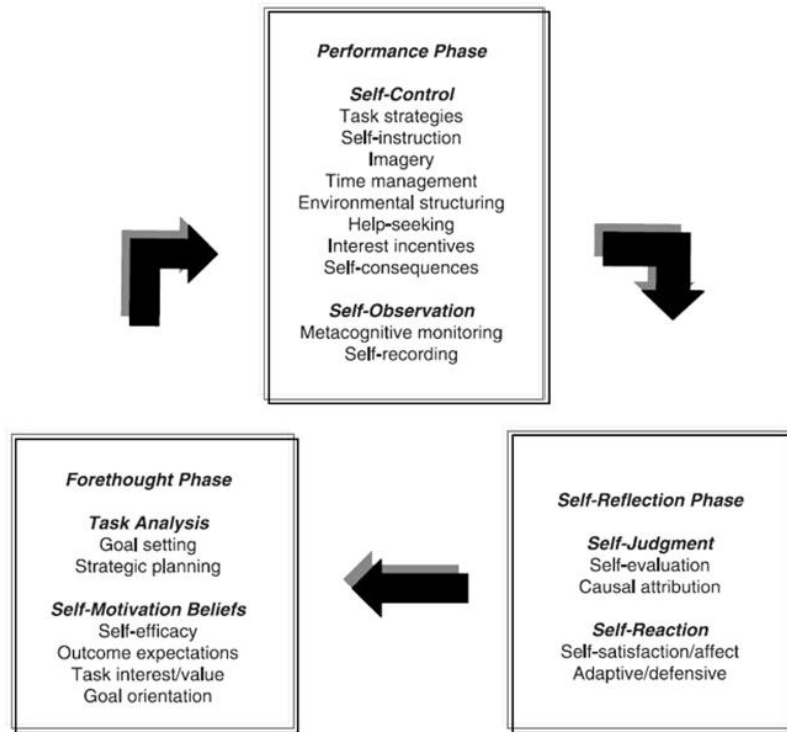 Performance Phase
Self-Control
Task strategies
Self-instruction
Imagery
Time management
Environmental structuring
Help-seeking
Interest incentives
Self-consequences
Self-Observation
Metacognitive monitoring
Self-recording
Forethought Phase
Task Analysis
Goal setting
Strategic planning
Self-Motivation Beliefs
Self-efficacy
Outcome expectations
Task interest/value
Goal orientation
Self-Reflection Phase
Self-Judgment
Self-evaluation
Causal attribution
Self-Reaction
Self-satisfaction/affect
Adaptive/defensive